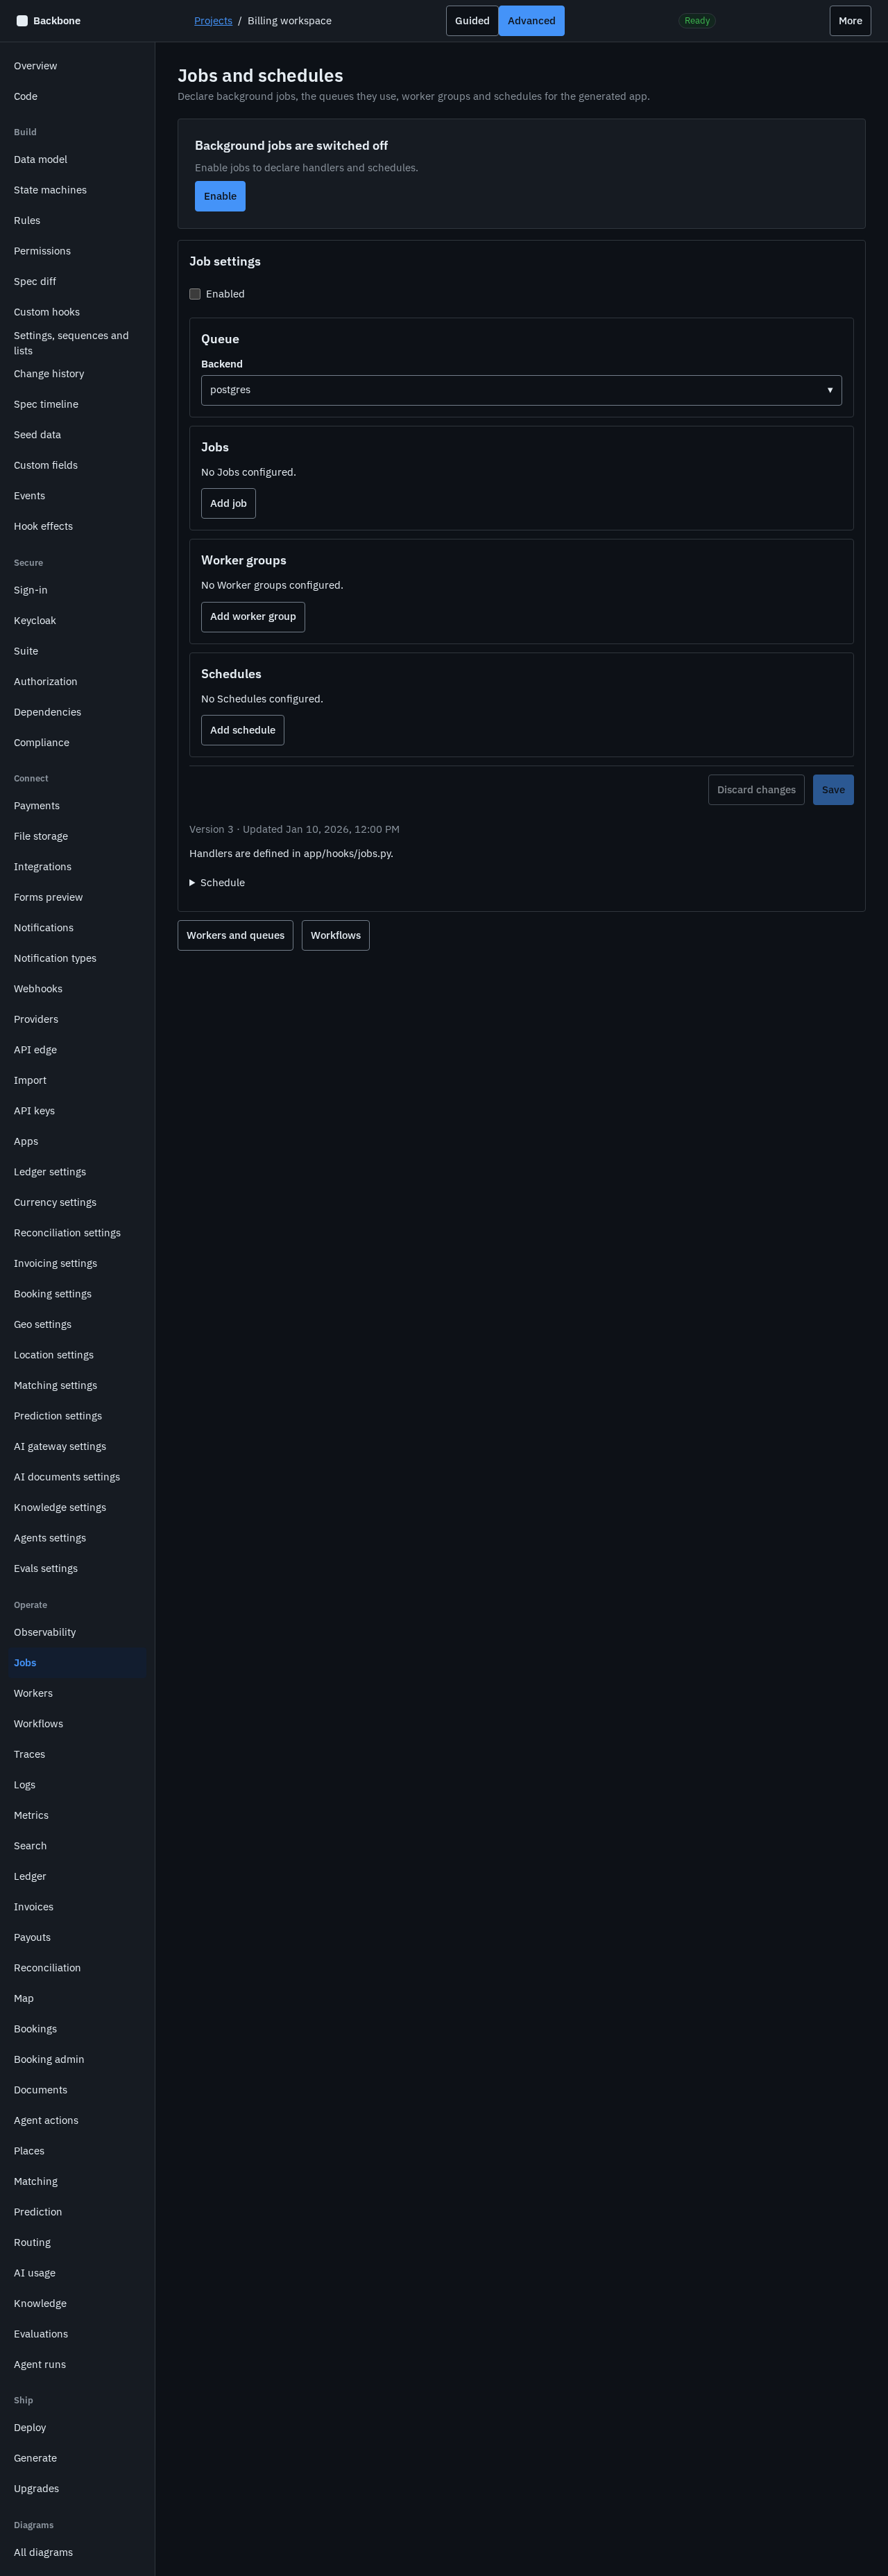 Backbone
Projects / Billing workspace
Guided
Advanced
Ready
More
Overview
Code
Build
Data model
State machines
Rules
Permissions
Spec diff
Custom hooks
Settings, sequences and
lists
Change history
Spec timeline
Seed data
Custom fields
Events
Hook effects
Secure
Sign-in
Keycloak
Suite
Authorization
Dependencies
Compliance
Connect
Payments
File storage
Integrations
Forms preview
Notifications
Notification types
Webhooks
Providers
API edge
Import
API keys
Apps
Ledger settings
Currency settings
Reconciliation settings
Invoicing settings
Booking settings
Geo settings
Location settings
Matching settings
Prediction settings
AI gateway settings
AI documents settings
Knowledge settings
Agents settings
Evals settings
Operate
Observability
Jobs
Workers
Workflows
Traces
Logs
Metrics
Search
Ledger
Invoices
Payouts
Reconciliation
Map
Bookings
Booking admin
Documents
Agent actions
Places
Matching
Prediction
Routing
AI usage
Knowledge
Evaluations
Agent runs
Ship
Deploy
Generate
Upgrades
Diagrams
All diagrams
Jobs and schedules
Declare background jobs, the queues they use, worker groups and schedules for the generated app.
Background jobs are switched off
Enable jobs to declare handlers and schedules.
Enable
Job settings
Enabled
Queue
Backend
postgres
Jobs
No Jobs configured.
Add job
Worker groups
No Worker groups configured.
Add worker group
Schedules
No Schedules configured.
Add schedule
Discard changes
Save
Version 3 · Updated Jan 10, 2026, 12:00 PM
Handlers are defined in app/hooks/jobs.py.
Schedule
Workers and queues
Workflows